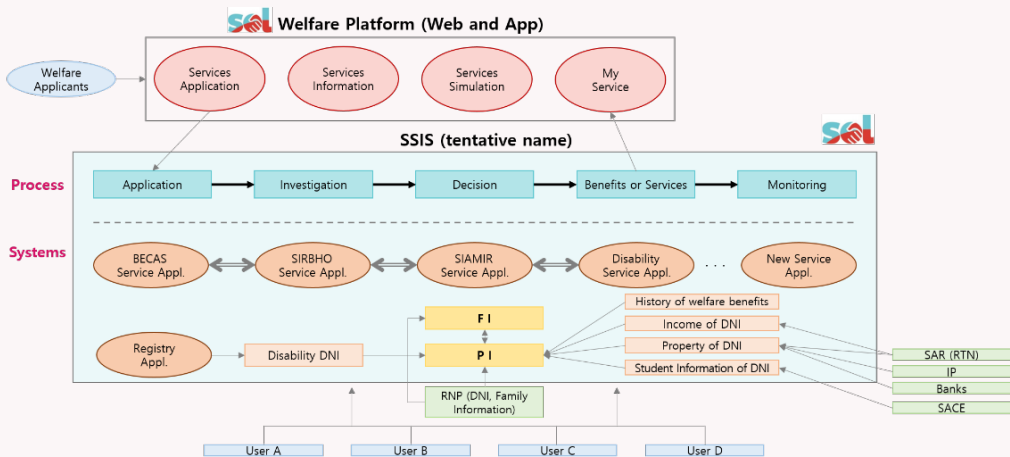 sol Welfare Platform (Web and App)
Welfare
Applicants
Services
Application
Services
Information
Services
Simulation
My
Service
SSIS (tentative name)
sol
Process
Application
Investigation
Decision
Benefits or Services
Monitoring
Systems
BECAS
Service Appl.
SIRBHO
Service Appl.
SIAMIR
Service Appl.
Disability
Service Appl.
. . .
New Service
Appl.
History of welfare benefits
F I
Income of DNI
Registry
Appl.
Disability DNI
P I
Property of DNI
Student Information of DNI
SAR (RTN)
IP
Banks
SACE
RNP (DNI, Family
Information)
User A
User B
User C
User D